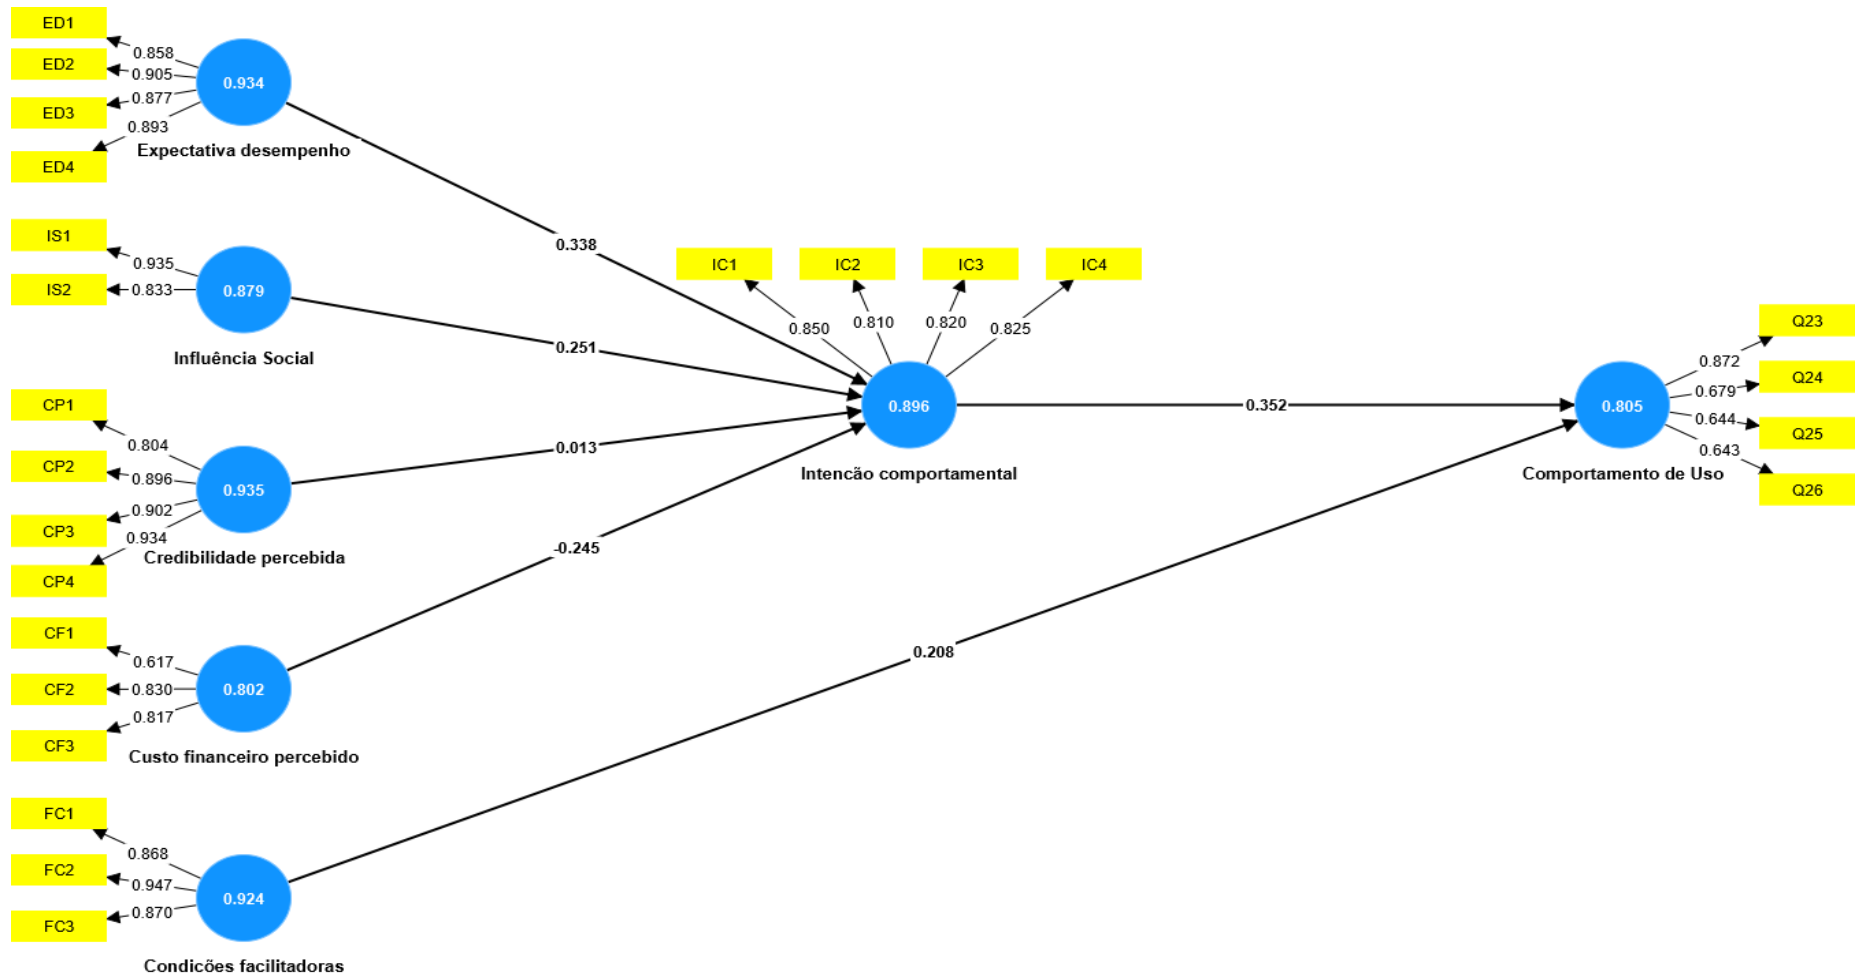 ED1
0.858
ED2
0.905
ED3
0.877
ED4
0.893
0.934
Expectativa desempenho
IS1
0.935
IS2
0.833
0.879
Influência Social
CP1
0.804
CP2
0.896
CP3
0.902
CP4
0.934
0.935
Credibilidade percebida
CF1
0.617
CF2
0.830
CF3
0.817
0.802
Custo financeiro percebido
FC1
0.868
FC2
0.947
FC3
0.870
0.924
Condicões facilitadoras
0.338
0.251
0.013
-0.245
0.208
IC1
IC2
IC3
IC4
0.850
0.810
0.820
0.825
0.896
Intencão comportamental
0.352
0.805
Comportamento de Uso
Q23
0.872
Q24
0.679
Q25
0.644
Q26
0.643